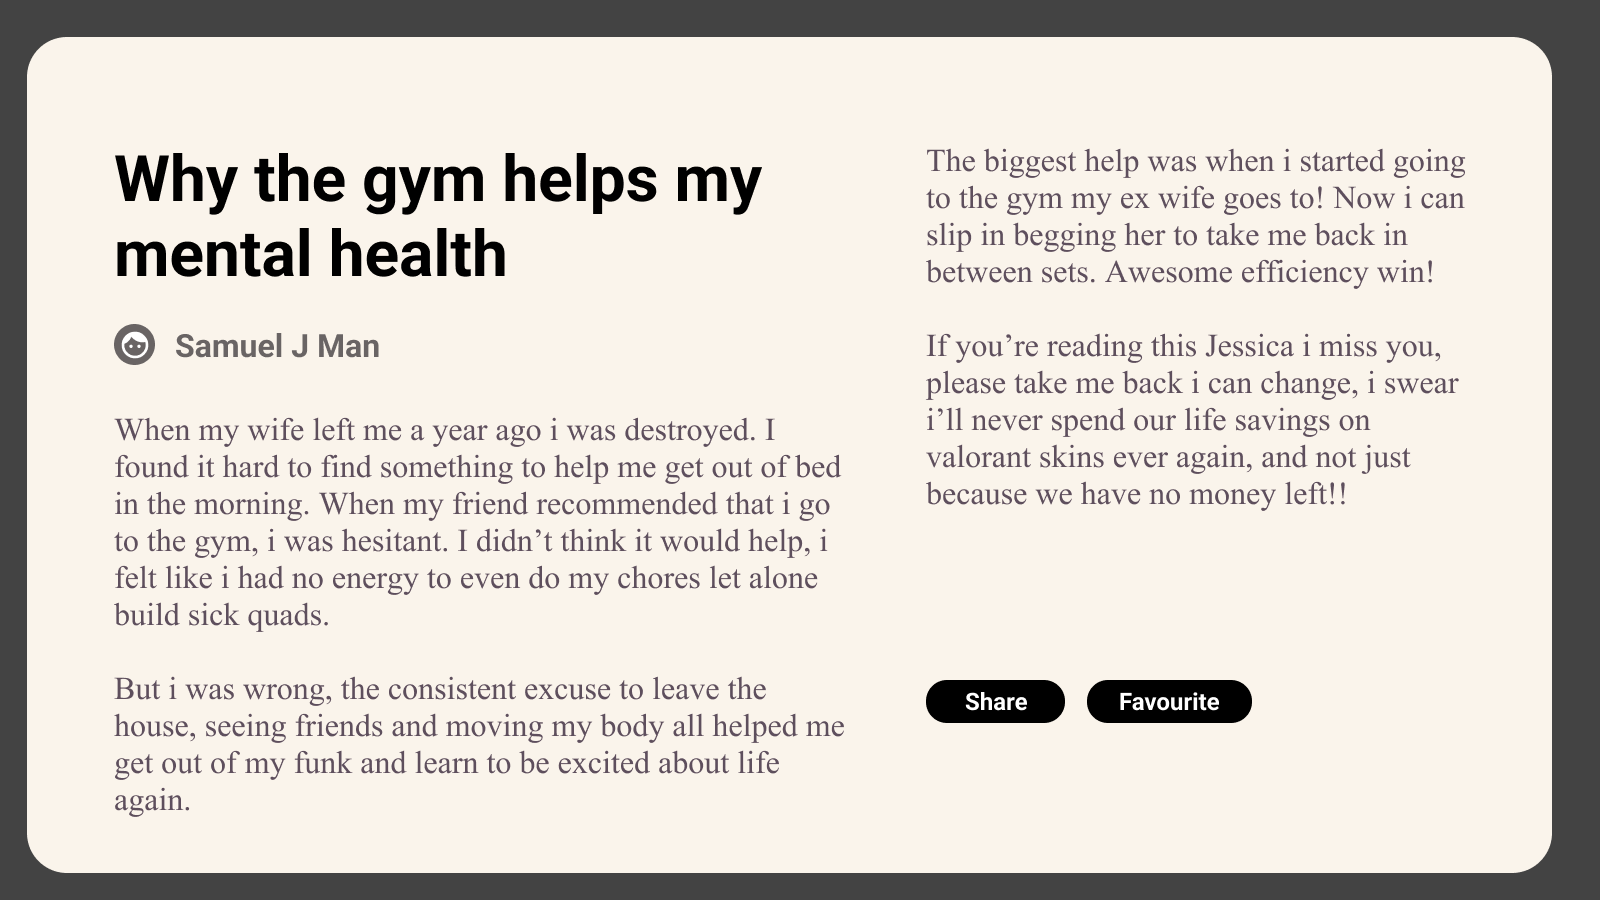 Why the gym helps my
mental health
Samuel J Man
When my wife left me a year ago i was destroyed. I
found it hard to find something to help me get out of bed
in the morning. When my friend recommended that i go
to the gym, i was hesitant. I didn’t think it would help, i
felt like i had no energy to even do my chores let alone
build sick quads.
But i was wrong, the consistent excuse to leave the
house, seeing friends and moving my body all helped me
get out of my funk and learn to be excited about life
again.
The biggest help was when i started going
to the gym my ex wife goes to! Now i can
slip in begging her to take me back in
between sets. Awesome efficiency win!
If you’re reading this Jessica i miss you,
please take me back i can change, i swear
i’ll never spend our life savings on
valorant skins ever again, and not just
because we have no money left!!
Share
Favourite